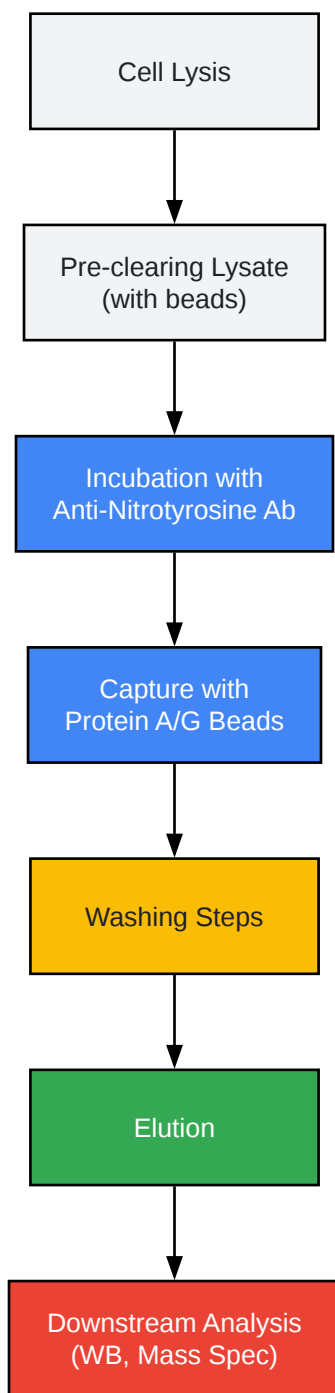 Cell Lysis
Pre-clearing Lysate
(with beads)
Incubation with
Anti-Nitrotyrosine Ab
Capture with
Protein A/G Beads
Washing Steps
Elution
Downstream Analysis
(WB, Mass Spec)